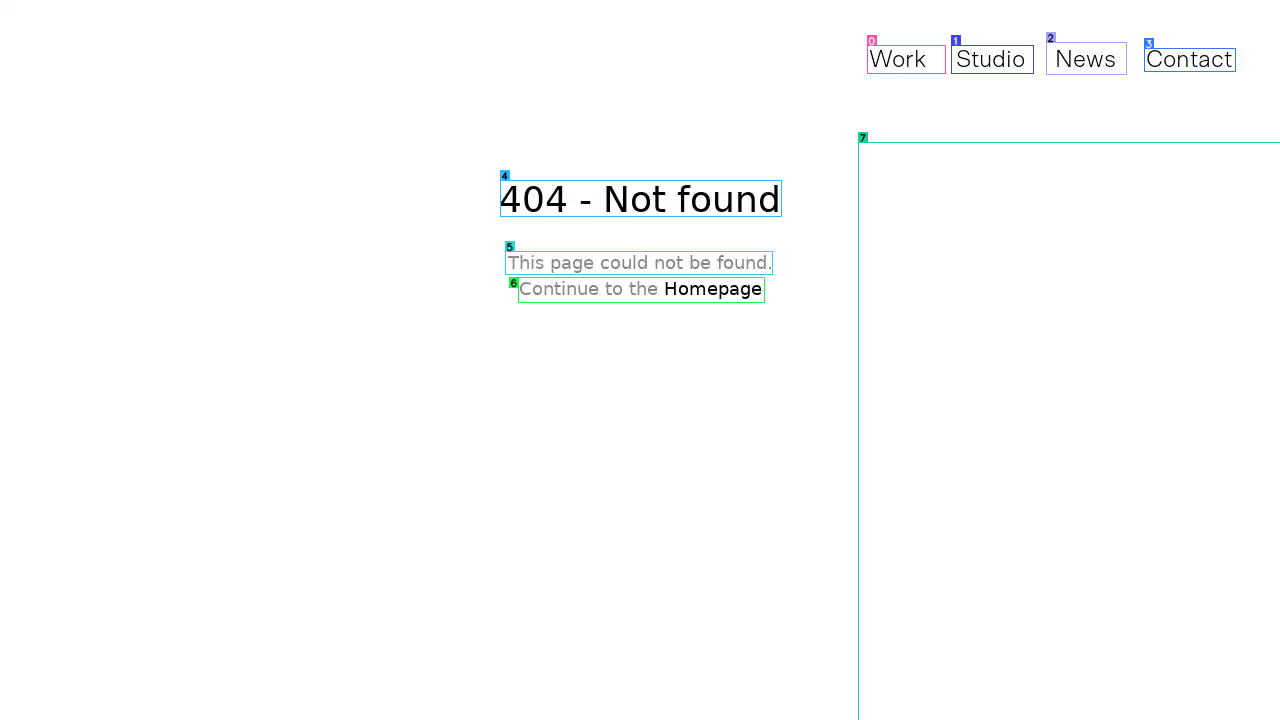 Work Studio News Contact
404 - Not found
This page could not be found.
Continue to the Homepage
0
1
2
3
4
5
6
7